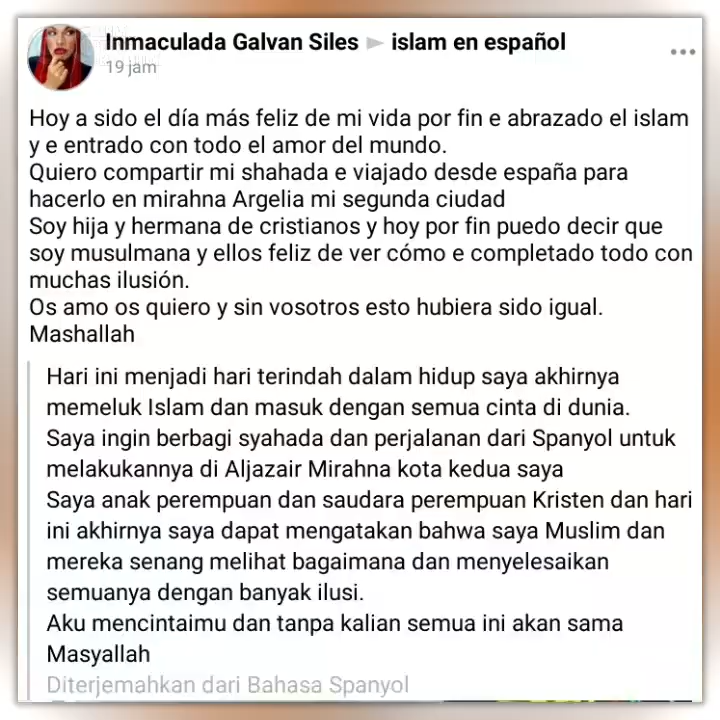 Inmaculada Galvan Siles ► islam en español
19 jam
Hoy a sido el día más feliz de mi vida por fin e abrazado el islam
y e entrado con todo el amor del mundo.
Quiero compartir mi shahada e viajado desde españa para
hacerlo en mirahna Argelia mi segunda ciudad
Soy hija y hermana de cristianos y hoy por fin puedo decir que
soy musulmana y ellos feliz de ver cómo e completado todo con
muchas ilusión.
Os amo os quiero y sin vosotros esto hubiera sido igual.
Mashallah
Hari ini menjadi hari terindah dalam hidup saya akhirnya
memeluk Islam dan masuk dengan semua cinta di dunia.
Saya ingin berbagi syahada dan perjalanan dari Spanyol untuk
melakukannya di Aljazair Mirahna kota kedua saya
Saya anak perempuan dan saudara perempuan Kristen dan hari
ini akhirnya saya dapat mengatakan bahwa saya Muslim dan
mereka senang melihat bagaimana dan menyelesaikan
semuanya dengan banyak ilusi.
Aku mencintaimu dan tanpa kalian semua ini akan sama
Masyallah
Diterjemahkan dari Bahasa Spanyol